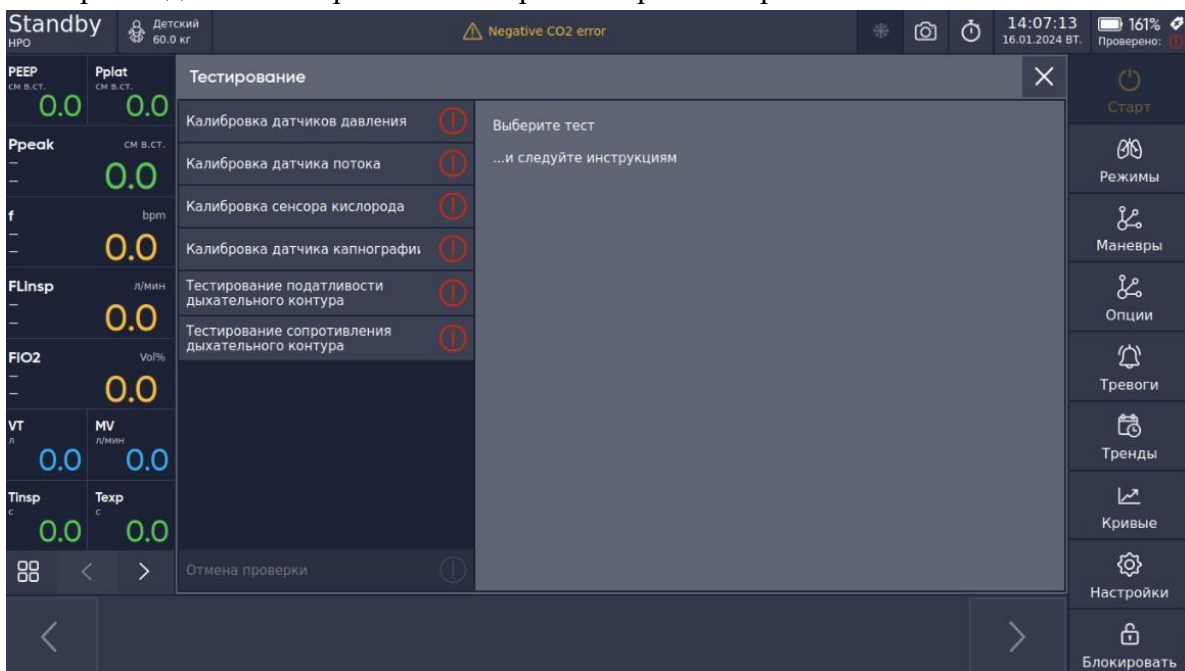 Standby
НРО
Детский
60.0 кг
Negative CO2 error
14:07:13
16.01.2024 ВТ.
161%
Проверено:
PEEP
см в.ст.
0.0
Pplat
см в.ст.
0.0
Ppeak
см в.ст.
–
–
0.0
f
bpm
–
–
0.0
FLinsp
л/мин
–
–
0.0
FiO2
Vol%
–
–
0.0
VT
л
0.0
MV
л/мин
0.0
Tinsp
с
0.0
Texp
с
0.0
Тестирование
Калибровка датчиков давления
Калибровка датчика потока
Калибровка сенсора кислорода
Калибровка датчика капнографии
Тестирование податливости
дыхательного контура
Тестирование сопротивления
дыхательного контура
Отмена проверки
Выберите тест
...и следуйте инструкциям
Старт
Режимы
Маневры
Опции
Тревоги
Тренды
Кривые
Настройки
Блокировать